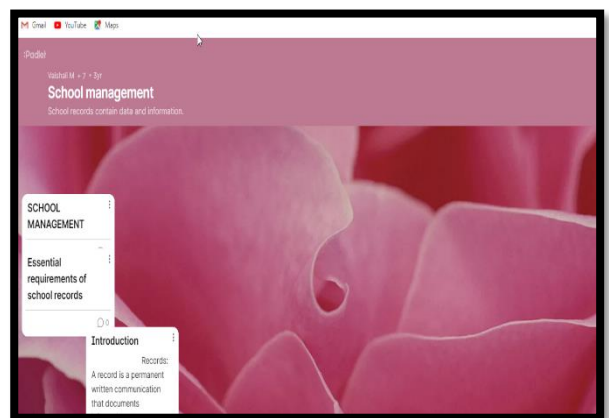 Gmail YouTube Maps
:Padlet
Vaishali M + 7 • 3yr
School management
School records contain data and information.
SCHOOL
MANAGEMENT
Essential
requirements of
school records
0
Introduction
Records:
A record is a permanent
written communication
that documents